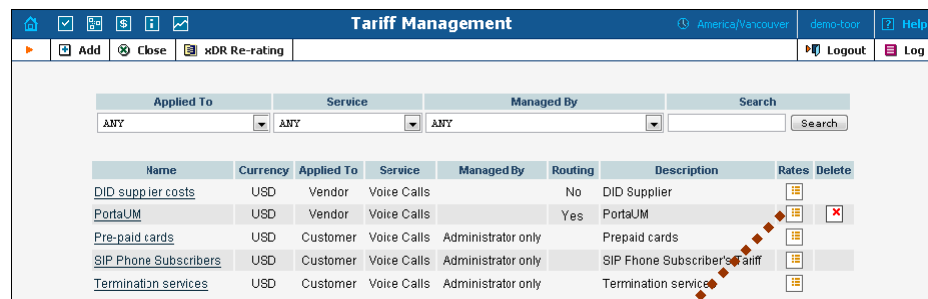 Tariff Management America/Vancouver demo-toor ? Help
Add Close xDR Re-rating Logout Log
Applied To Service Managed By Search
ANY ANY ANY Search
Name Currency Applied To Service Managed By Routing Description Rates Delete
DID supplier costs USD Vendor Voice Calls No DID Supplier
PortaUM USD Vendor Voice Calls Yes PortaUM
Pre-paid cards USD Customer Voice Calls Administrator only Prepaid cards
SIP Phone Subscribers USD Customer Voice Calls Administrator only SIP Phone Subscriber's Tariff
Termination services USD Customer Voice Calls Administrator only Termination services